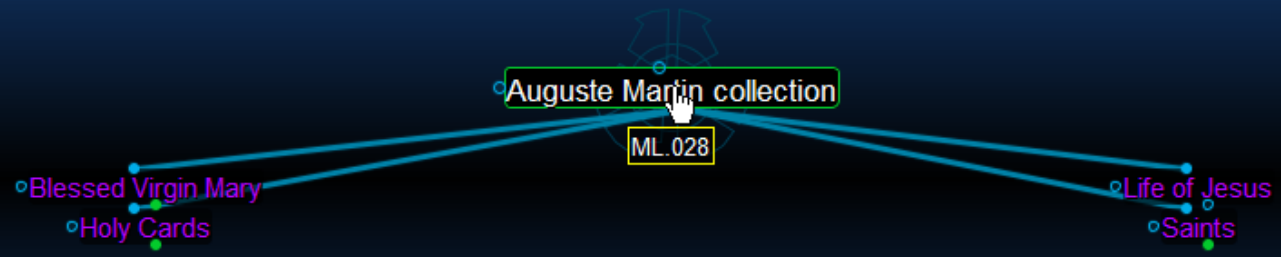 Auguste Martin collection
ML.028
Blessed Virgin Mary
Life of Jesus
Holy Cards
Saints